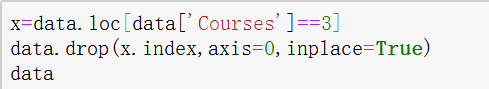 x=data.loc[data['Courses']==3]
data.drop(x.index,axis=0,inplace=True)
data